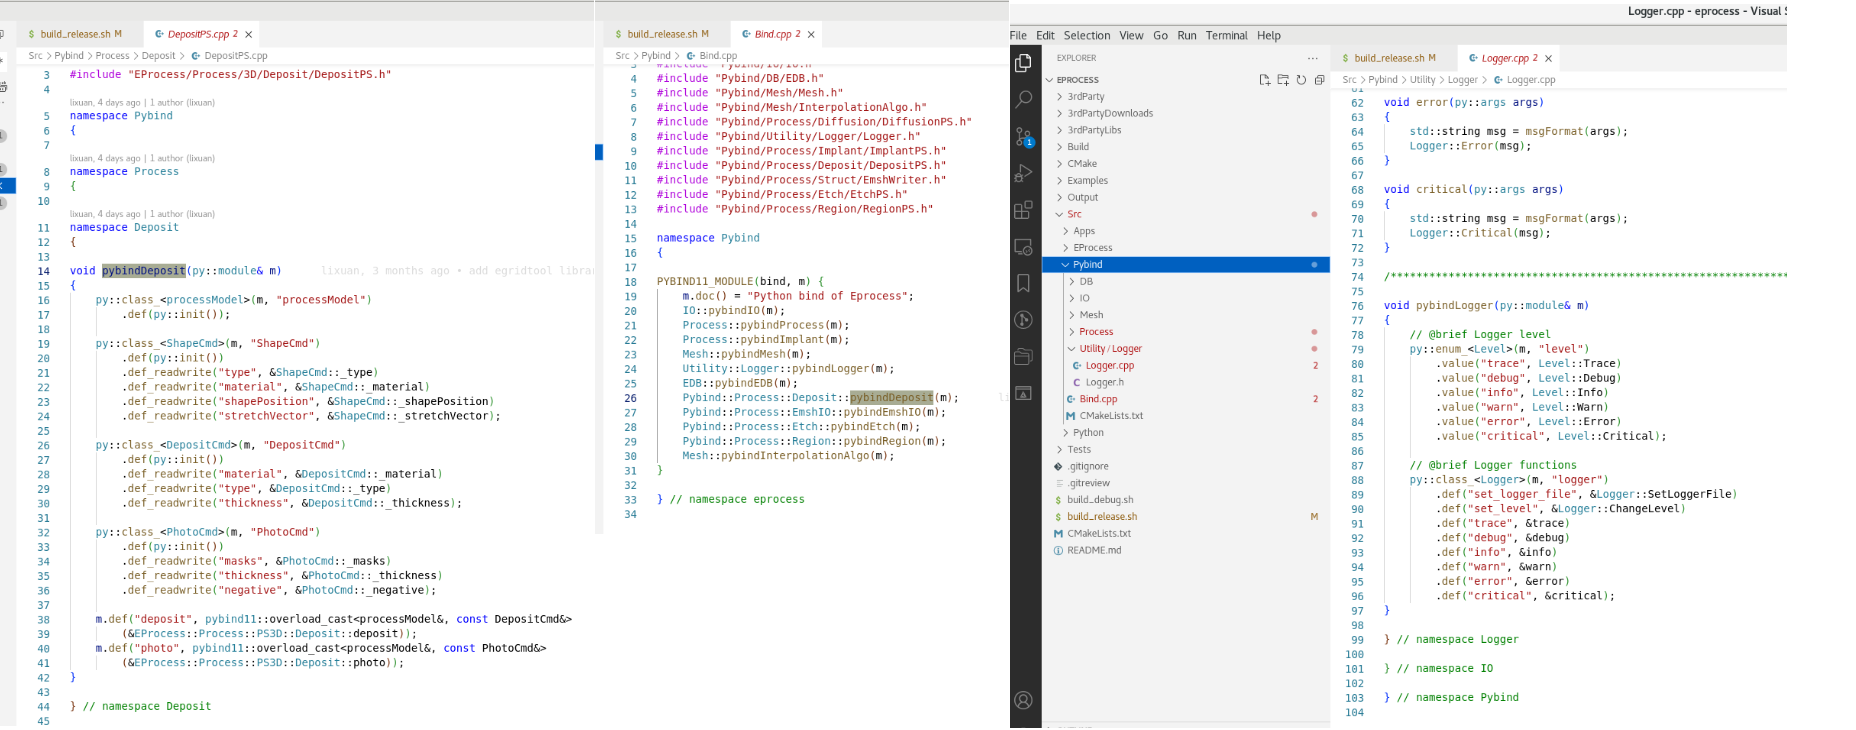 build_release.sh M
DepositPS.cpp 2
Src > Pybind > Process > Deposit > DepositPS.cpp
3 #include "EProcess/Process/3D/Deposit/DepositPS.h"
4
lixuan, 4 days ago | 1 author (lixuan)
5 namespace Pybind
6 {
7
lixuan, 4 days ago | 1 author (lixuan)
8 namespace Process
9 {
10
lixuan, 4 days ago | 1 author (lixuan)
11 namespace Deposit
12 {
13
14 void pybindDeposit(py::module& m) lixuan, 3 months ago • add egridtool librar
15 {
16 py::class_<processModel>(m, "processModel")
17 .def(py::init());
18
19 py::class_<ShapeCmd>(m, "ShapeCmd")
20 .def(py::init())
21 .def_readwrite("type", &ShapeCmd::_type)
22 .def_readwrite("material", &ShapeCmd::_material)
23 .def_readwrite("shapePosition", &ShapeCmd::_shapePosition)
24 .def_readwrite("stretchVector", &ShapeCmd::_stretchVector);
25
26 py::class_<DepositCmd>(m, "DepositCmd")
27 .def(py::init())
28 .def_readwrite("material", &DepositCmd::_material)
29 .def_readwrite("type", &DepositCmd::_type)
30 .def_readwrite("thickness", &DepositCmd::_thickness);
31
32 py::class_<PhotoCmd>(m, "PhotoCmd")
33 .def(py::init())
34 .def_readwrite("masks", &PhotoCmd::_masks)
35 .def_readwrite("thickness", &PhotoCmd::_thickness)
36 .def_readwrite("negative", &PhotoCmd::_negative);
37
38 m.def("deposit", pybind11::overload_cast<processModel&, const DepositCmd&>
39 (&EProcess::Process::PS3D::Deposit::deposit));
40 m.def("photo", pybind11::overload_cast<processModel&, const PhotoCmd&>
41 (&EProcess::Process::PS3D::Deposit::photo));
42 }
43
44 } // namespace Deposit
45
build_release.sh M
Bind.cpp 2
Src > Pybind > Bind.cpp
3 #include "Pybind/IO/IO.h"
4 #include "Pybind/DB/EDB.h"
5 #include "Pybind/Mesh/Mesh.h"
6 #include "Pybind/Mesh/InterpolationAlgo.h"
7 #include "Pybind/Process/Diffusion/DiffusionPS.h"
8 #include "Pybind/Utility/Logger/Logger.h"
9 #include "Pybind/Process/Implant/ImplantPS.h"
10 #include "Pybind/Process/Deposit/DepositPS.h"
11 #include "Pybind/Process/Struct/EmshWriter.h"
12 #include "Pybind/Process/Etch/EtchPS.h"
13 #include "Pybind/Process/Region/RegionPS.h"
14
15 namespace Pybind
16 {
17
18 PYBIND11_MODULE(bind, m) {
19 m.doc() = "Python bind of Eprocess";
20 IO::pybindIO(m);
21 Process::pybindProcess(m);
22 Process::pybindImplant(m);
23 Mesh::pybindMesh(m);
24 Utility::Logger::pybindLogger(m);
25 EDB::pybindEDB(m);
26 Pybind::Process::Deposit::pybindDeposit(m); li
27 Pybind::Process::EmshIO::pybindEmshIO(m);
28 Pybind::Process::Etch::pybindEtch(m);
29 Pybind::Process::Region::pybindRegion(m);
30 Mesh::pybindInterpolationAlgo(m);
31 }
32
33 } // namespace eprocess
34
Logger.cpp - eprocess - Visual S
File Edit Selection View Go Run Terminal Help
EXPLORER
EPROCESS
3rdParty
3rdPartyDownloads
3rdPartyLibs
1
Build
CMake
Examples
Output
Src
Apps
EProcess
Pybind
DB
IO
Mesh
Process
Utility / Logger
Logger.cpp 2
Logger.h
Bind.cpp 2
CMakeLists.txt
Python
Tests
.gitignore
.gitreview
build_debug.sh
build_release.sh M
CMakeLists.txt
README.md
build_release.sh M
Logger.cpp 2
Src > Pybind > Utility > Logger > Logger.cpp
61
62 void error(py::args args)
63 {
64 std::string msg = msgFormat(args);
65 Logger::Error(msg);
66 }
67
68 void critical(py::args args)
69 {
70 std::string msg = msgFormat(args);
71 Logger::Critical(msg);
72 }
73
74 /***************************************************************
75
76 void pybindLogger(py::module& m)
77 {
78 // @brief Logger level
79 py::enum_<Level>(m, "level")
80 .value("trace", Level::Trace)
81 .value("debug", Level::Debug)
82 .value("info", Level::Info)
83 .value("warn", Level::Warn)
84 .value("error", Level::Error)
85 .value("critical", Level::Critical);
86
87 // @brief Logger functions
88 py::class_<Logger>(m, "logger")
89 .def("set_logger_file", &Logger::SetLoggerFile)
90 .def("set_level", &Logger::ChangeLevel)
91 .def("trace", &trace)
92 .def("debug", &debug)
93 .def("info", &info)
94 .def("warn", &warn)
95 .def("error", &error)
96 .def("critical", &critical);
97 }
98
99 } // namespace Logger
100
101 } // namespace IO
102
103 } // namespace Pybind
104